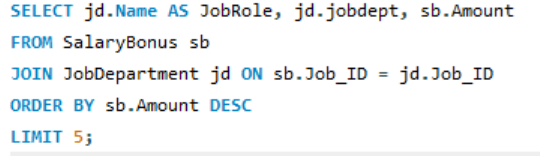 SELECT jd.Name AS JobRole, jd.jobdept, sb.Amount
FROM SalaryBonus sb
JOIN JobDepartment jd ON sb.Job_ID = jd.Job_ID
ORDER BY sb.Amount DESC
LIMIT 5;